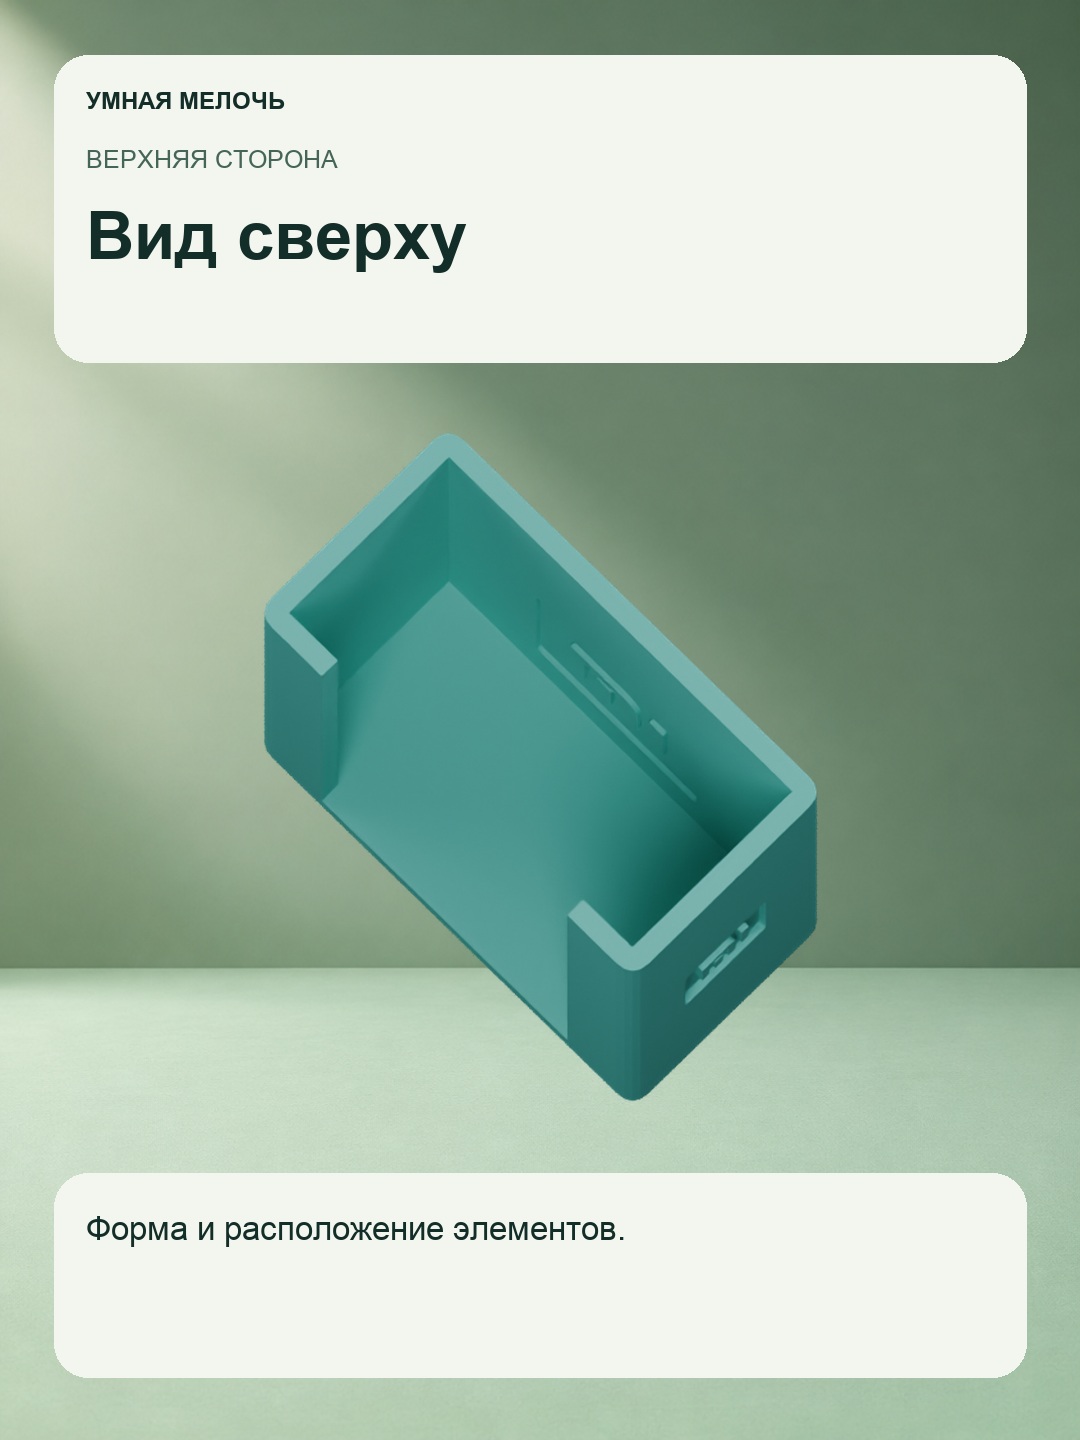 УМНАЯ МЕЛОЧЬ
ВЕРХНЯЯ СТОРОНА
Вид сверху
Форма и расположение элементов.